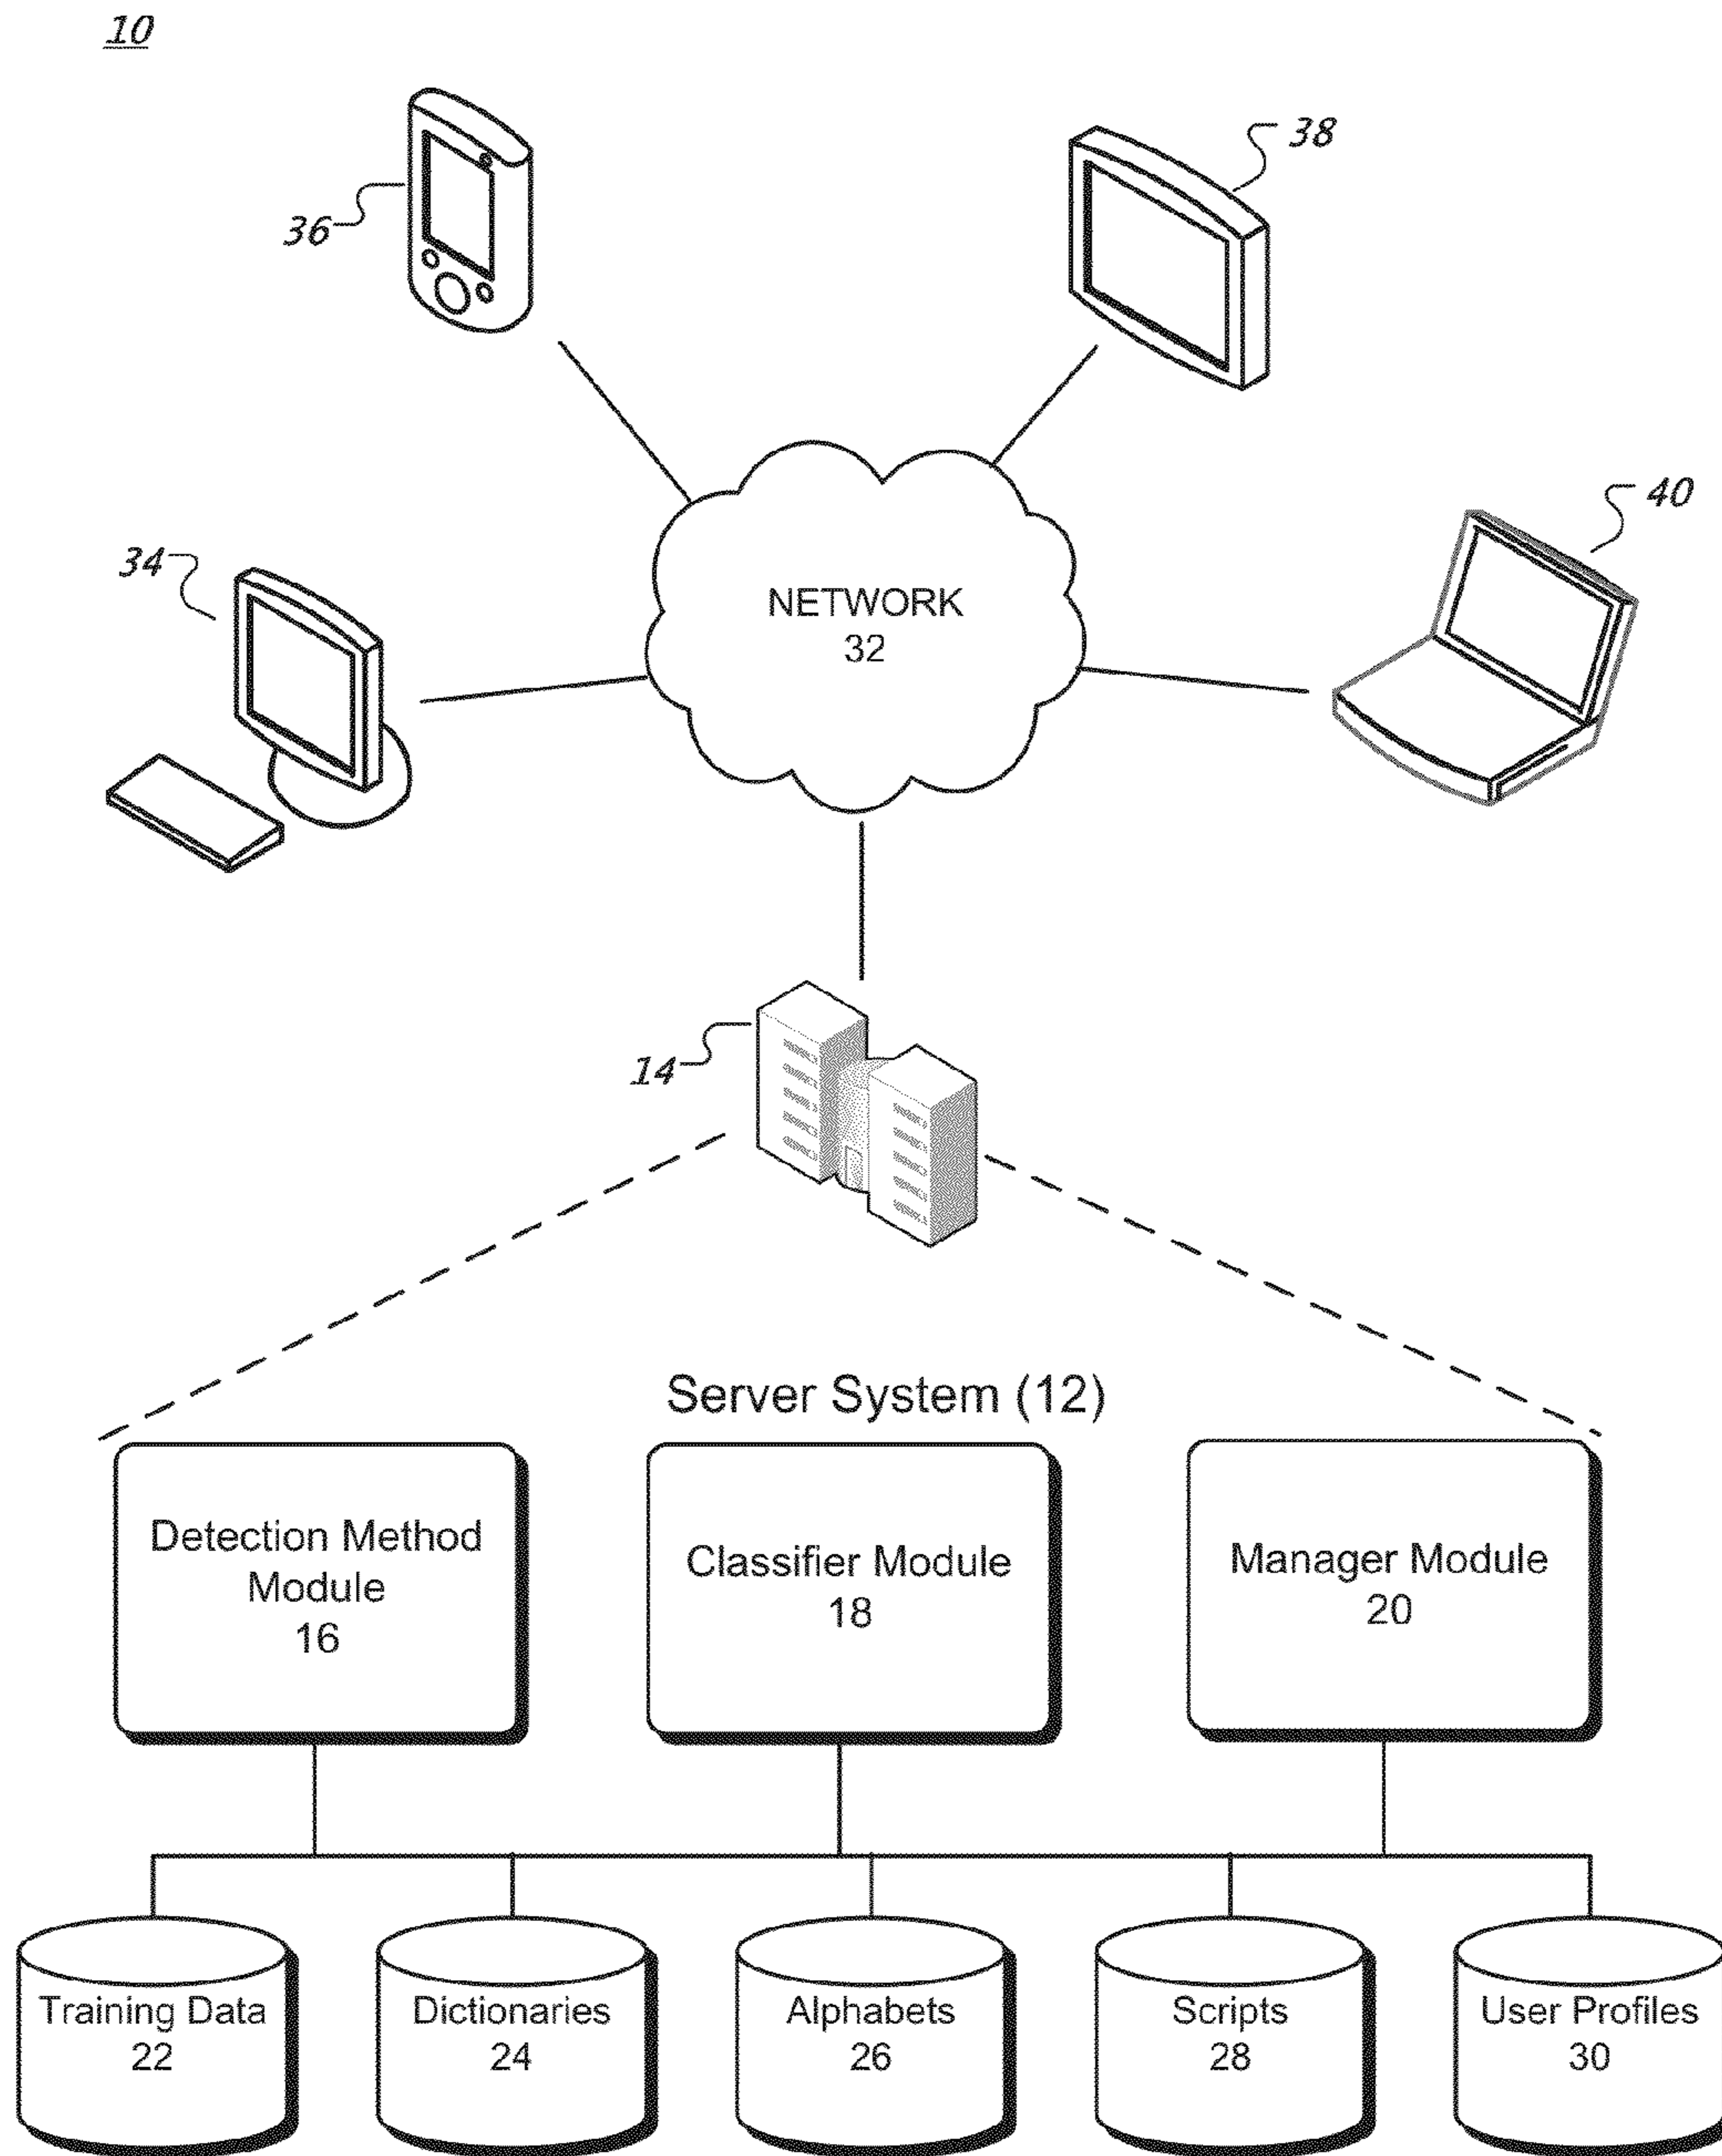 10
36
38
34
40
NETWORK
32
14
Server System (12)
Detection Method
Module
16
Classifier Module
18
Manager Module
20
Training Data
22
Dictionaries
24
Alphabets
26
Scripts
28
User Profiles
30